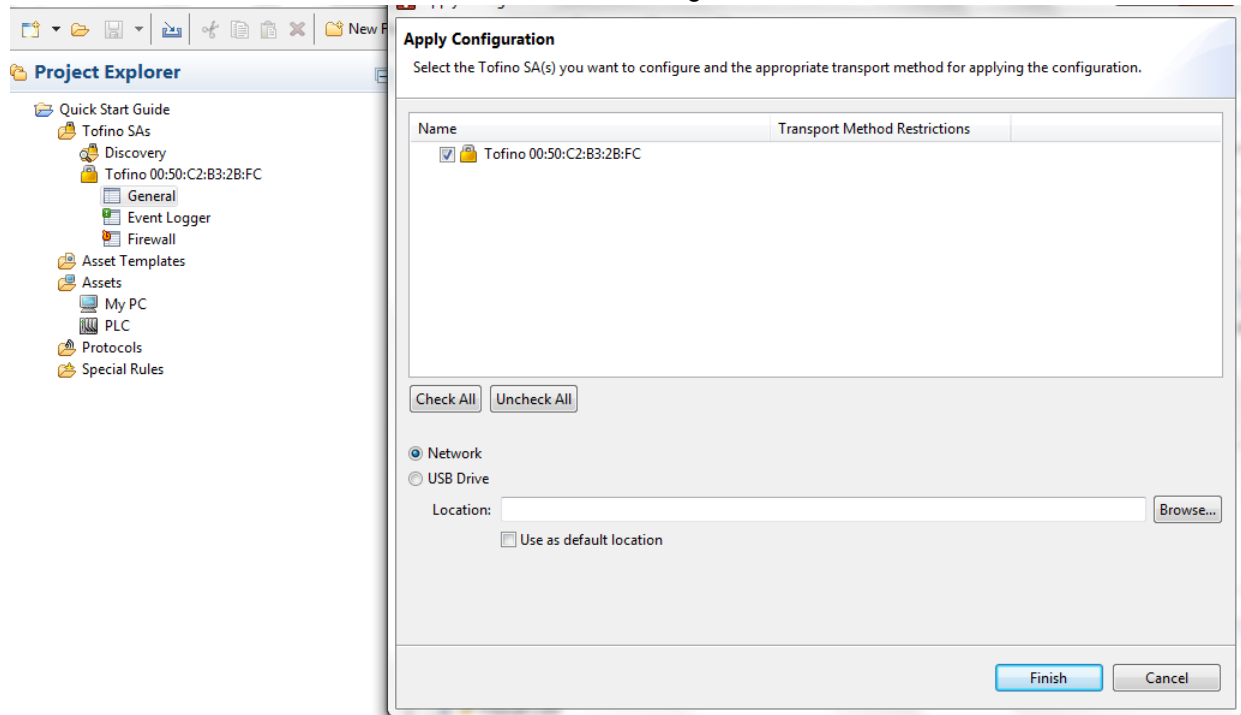 New
Apply Configuration
Select the Tofino SA(s) you want to configure and the appropriate transport method for applying the configuration.
Project Explorer
Quick Start Guide
Tofino SAs
Discovery
Tofino 00:50:C2:B3:2B:FC
General
Event Logger
Firewall
Asset Templates
Assets
My PC
PLC
Protocols
Special Rules
Name Transport Method Restrictions
Tofino 00:50:C2:B3:2B:FC
Check All Uncheck All
Network
USB Drive
Location: Browse...
Use as default location
Finish Cancel